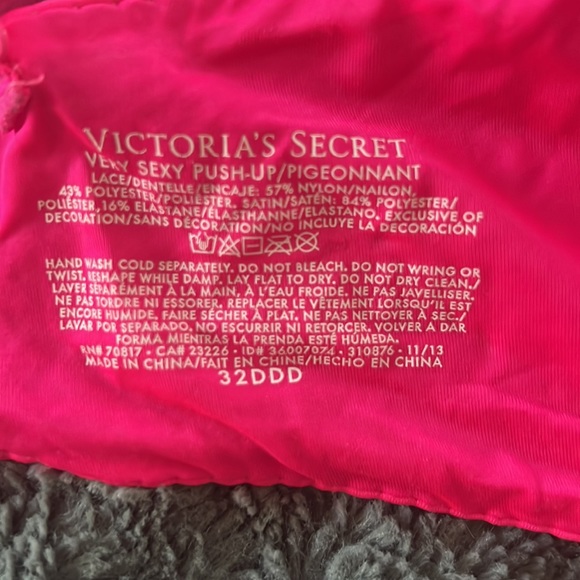 VICTORIA'S SECRET
VERY SEXY PUSH-UP/PIGEONNANT
LACE/DENTELLE/ENCAJE: 57% NYLON/NAILON.
43% POLYESTER/POLIÉSTER. SATIN/SATÉN: 84% POLYESTER/
POLIÉSTER, 16% ELASTANE/ÉLASTHANNE/ELASTANO. EXCLUSIVE OF
DECORATION/SANS DÉCORATION/NO INCLUYE LA DECORACIÓN
HAND WASH COLD SEPARATELY. DO NOT BLEACH. DO NOT WRING OR
TWIST. RESHAPE WHILE DAMP. LAY FLAT TO DRY. DO NOT DRY CLEAN./
LAVER SÉPARÉMENT À LA MAIN, À L'EAU FROIDE. NE PAS JAVELLISER.
NE PAS TORDRE NI ESSORER. REPLACER LE VÊTEMENT LORSQU'IL EST
ENCORE HUMIDE. FAIRE SÉCHER À PLAT. NE PAS NETTOYER À SEC./
LAVAR POR SEPARADO. NO ESCURRIR NI RETORCER. VOLVER A DAR
FORMA MIENTRAS LA PRENDA ESTÉ HÚMEDA.
RN# 70817 • CA# 23226 • ID# 36007074 • 310876 • 11/13
MADE IN CHINA/FAIT EN CHINE/HECHO EN CHINA
32DDD